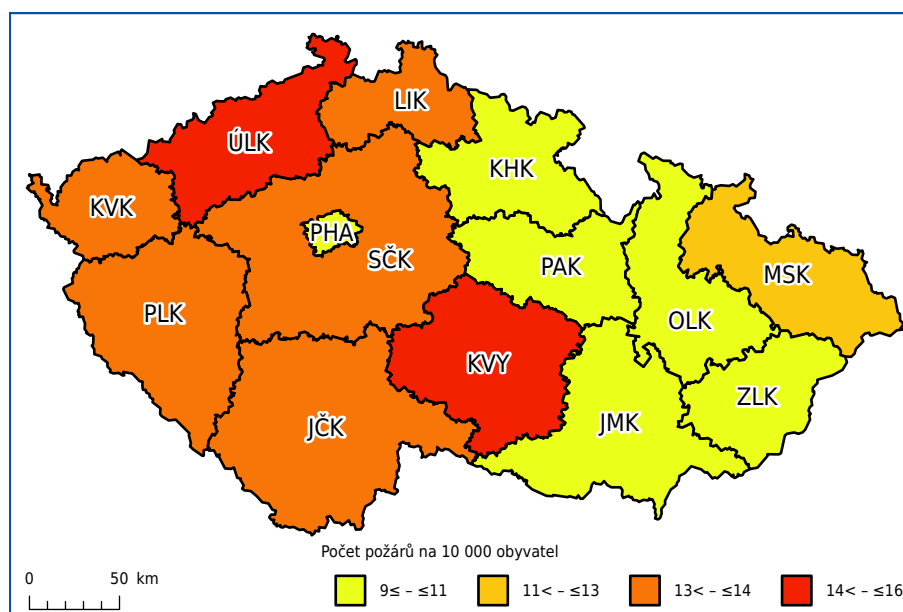 LIK
ÚLK
KHK
KVK
PHA
SČK
PAK
MSK
PLK
OLK
KVY
ZLK
JČK
JMK
Počet požárů na 10 000 obyvatel
0 50 km
9≤ – ≤11 11< – ≤13 13< – ≤14 14< – ≤16